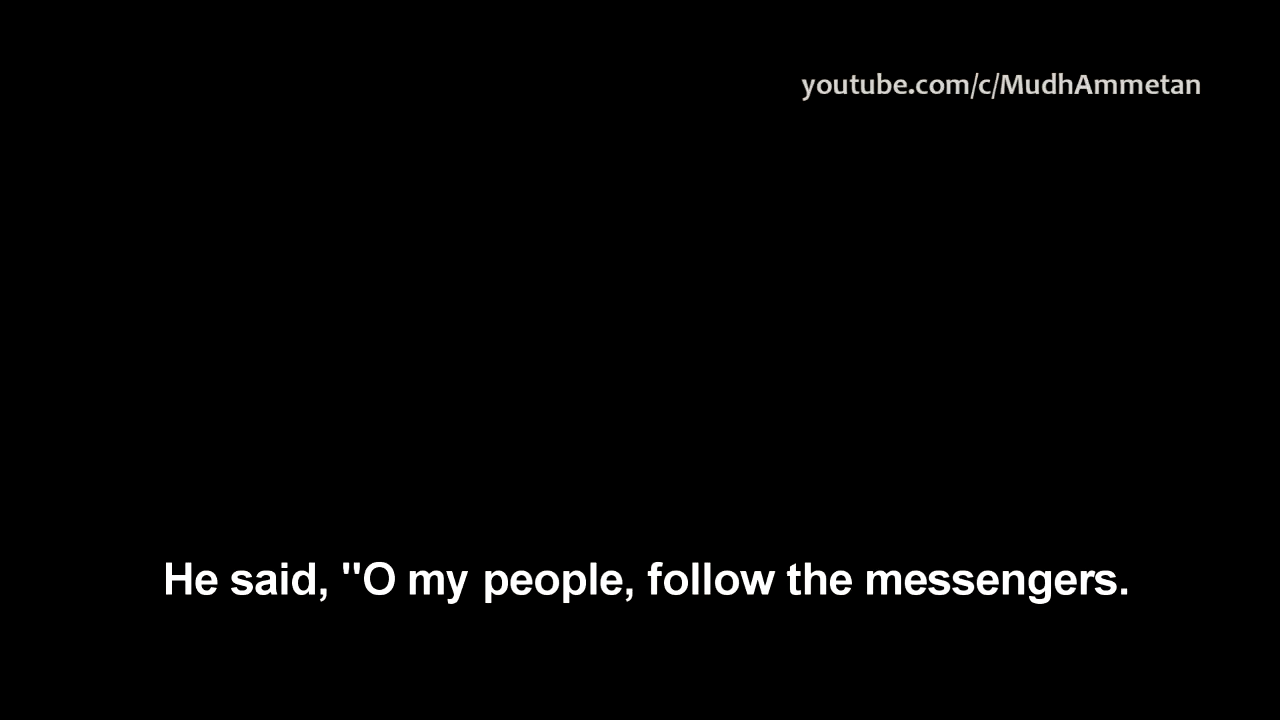 youtube.com/c/MudhAmmetan
He said, "O my people, follow the messengers.